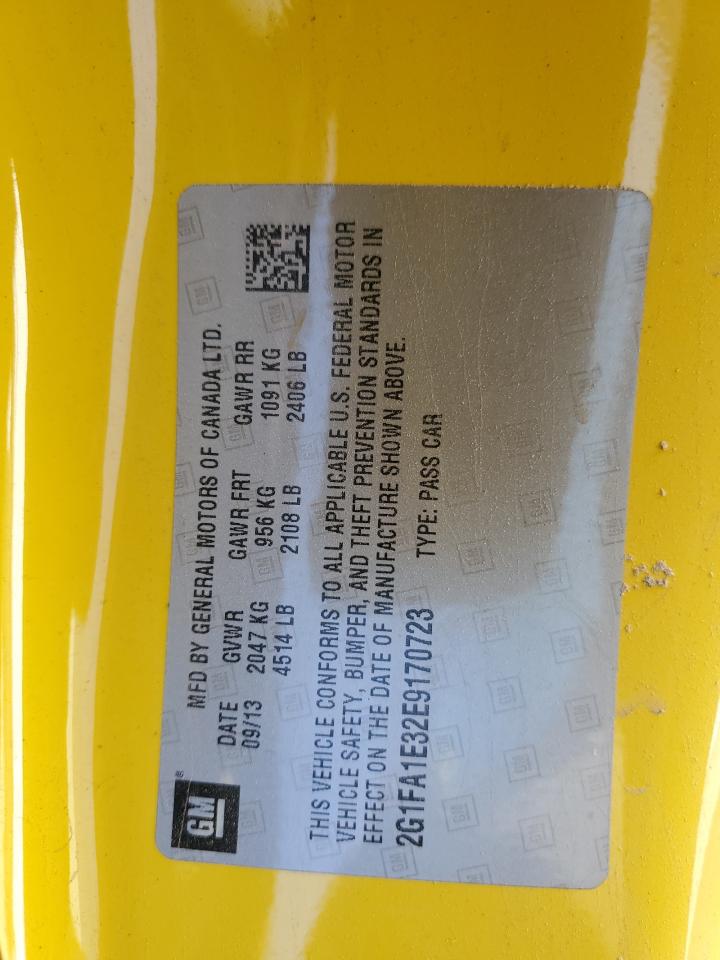 GM®
MFD BY GENERAL MOTORS OF CANADA LTD.
DATE GVWR GAWR FRT GAWR RR
09/13 2047 KG 956 KG 1091 KG
4514 LB 2108 LB 2406 LB
THIS VEHICLE CONFORMS TO ALL APPLICABLE U.S. FEDERAL MOTOR
VEHICLE SAFETY, BUMPER, AND THEFT PREVENTION STANDARDS IN
EFFECT ON THE DATE OF MANUFACTURE SHOWN ABOVE.
2G1FA1E32E9170723 TYPE: PASS CAR